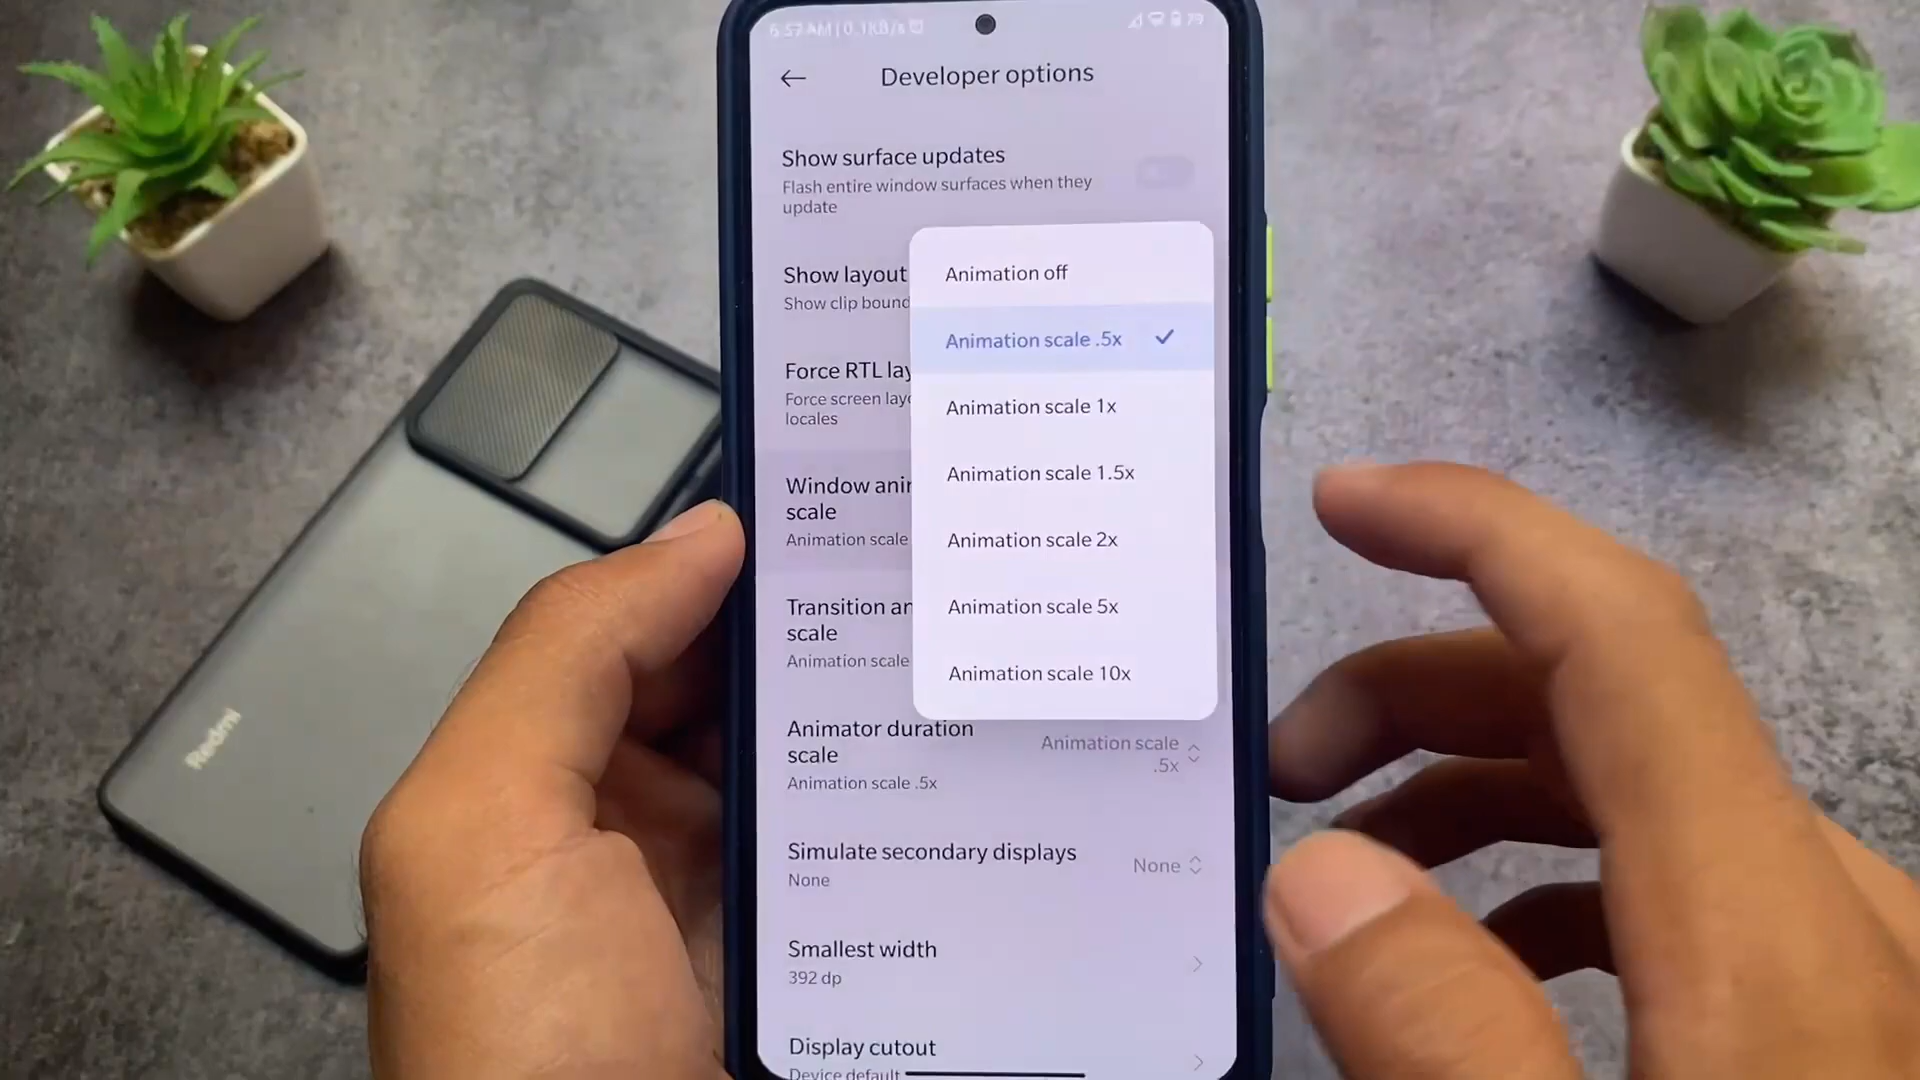 6:57 AM | 0.1KB/s
79
Developer options
Show surface updates
Flash entire window surfaces when they
update
Show layout
Show clip bound
Force RTL lay
Force screen layo
locales
Window anir
scale
Animation scale
Transition an
scale
Animation scale
Animation off
Animation scale .5x
Animation scale 1x
Animation scale 1.5x
Animation scale 2x
Animation scale 5x
Animation scale 10x
Animator duration
scale
Animation scale .5x
Animation scale
.5x
Simulate secondary displays
None
None
Smallest width
392 dp
Display cutout
Device default
Redmi